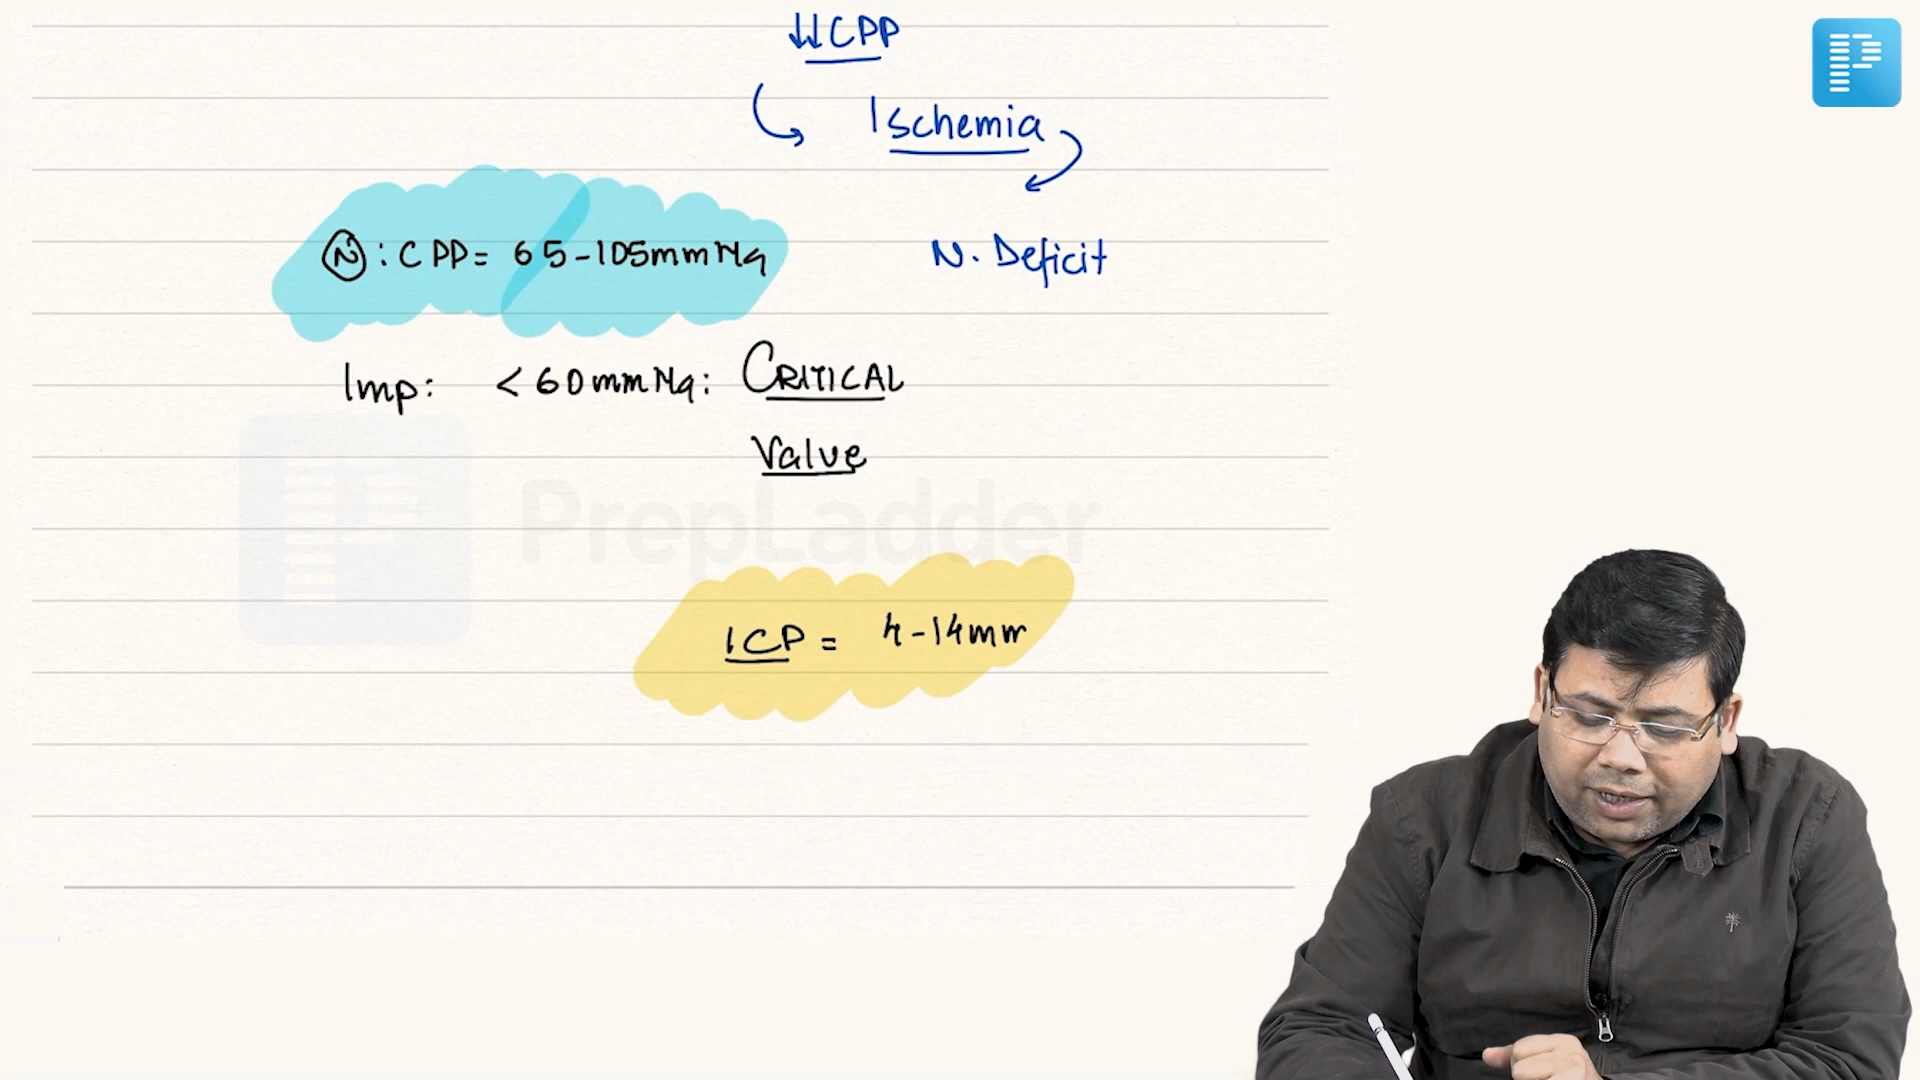 ↓↓CPP
Ischemia
N: CPP= 65-105mmHg
N. Deficit
Imp: <60mmHg: CRITICAL
Value
PrepLadder
ICP = 4-14mm